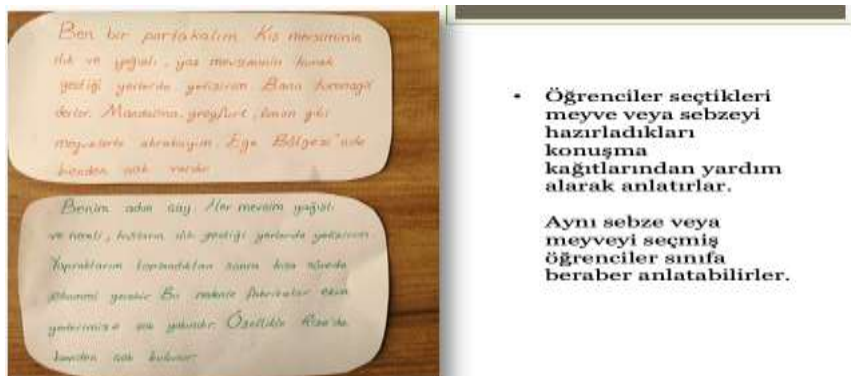 Ben bir portakalım. Kış mevsiminin
ılık ve yağışlı, yaz mevsiminin kurak
geçtiği yerlerde yetişirim. Bana
derler. Mandalina, greyfurt, limon gibi
meyvelerle akrabayım. Ege Bölgesi'nde
benden çok vardır.
Benim adım çay. Her mevsim yağışlı
ve nemli, kışların ılık geçtiği yerlerde yetişirim.
Yapraklarım toplandıktan sonra kısa sürede
gerekir. Bu nedenle fabrikalar ekim
yerlerimize çok yakındır. Özellikle Rize'de
benden çok bulunur.
• Öğrenciler seçtikleri
meyve veya sebzeyi
hazırladıkları
konuşma
kağıtlarından yardım
alarak anlatırlar.
Aynı sebze veya
meyveyi seçmiş
öğrenciler sınıfa
beraber anlatabilirler.